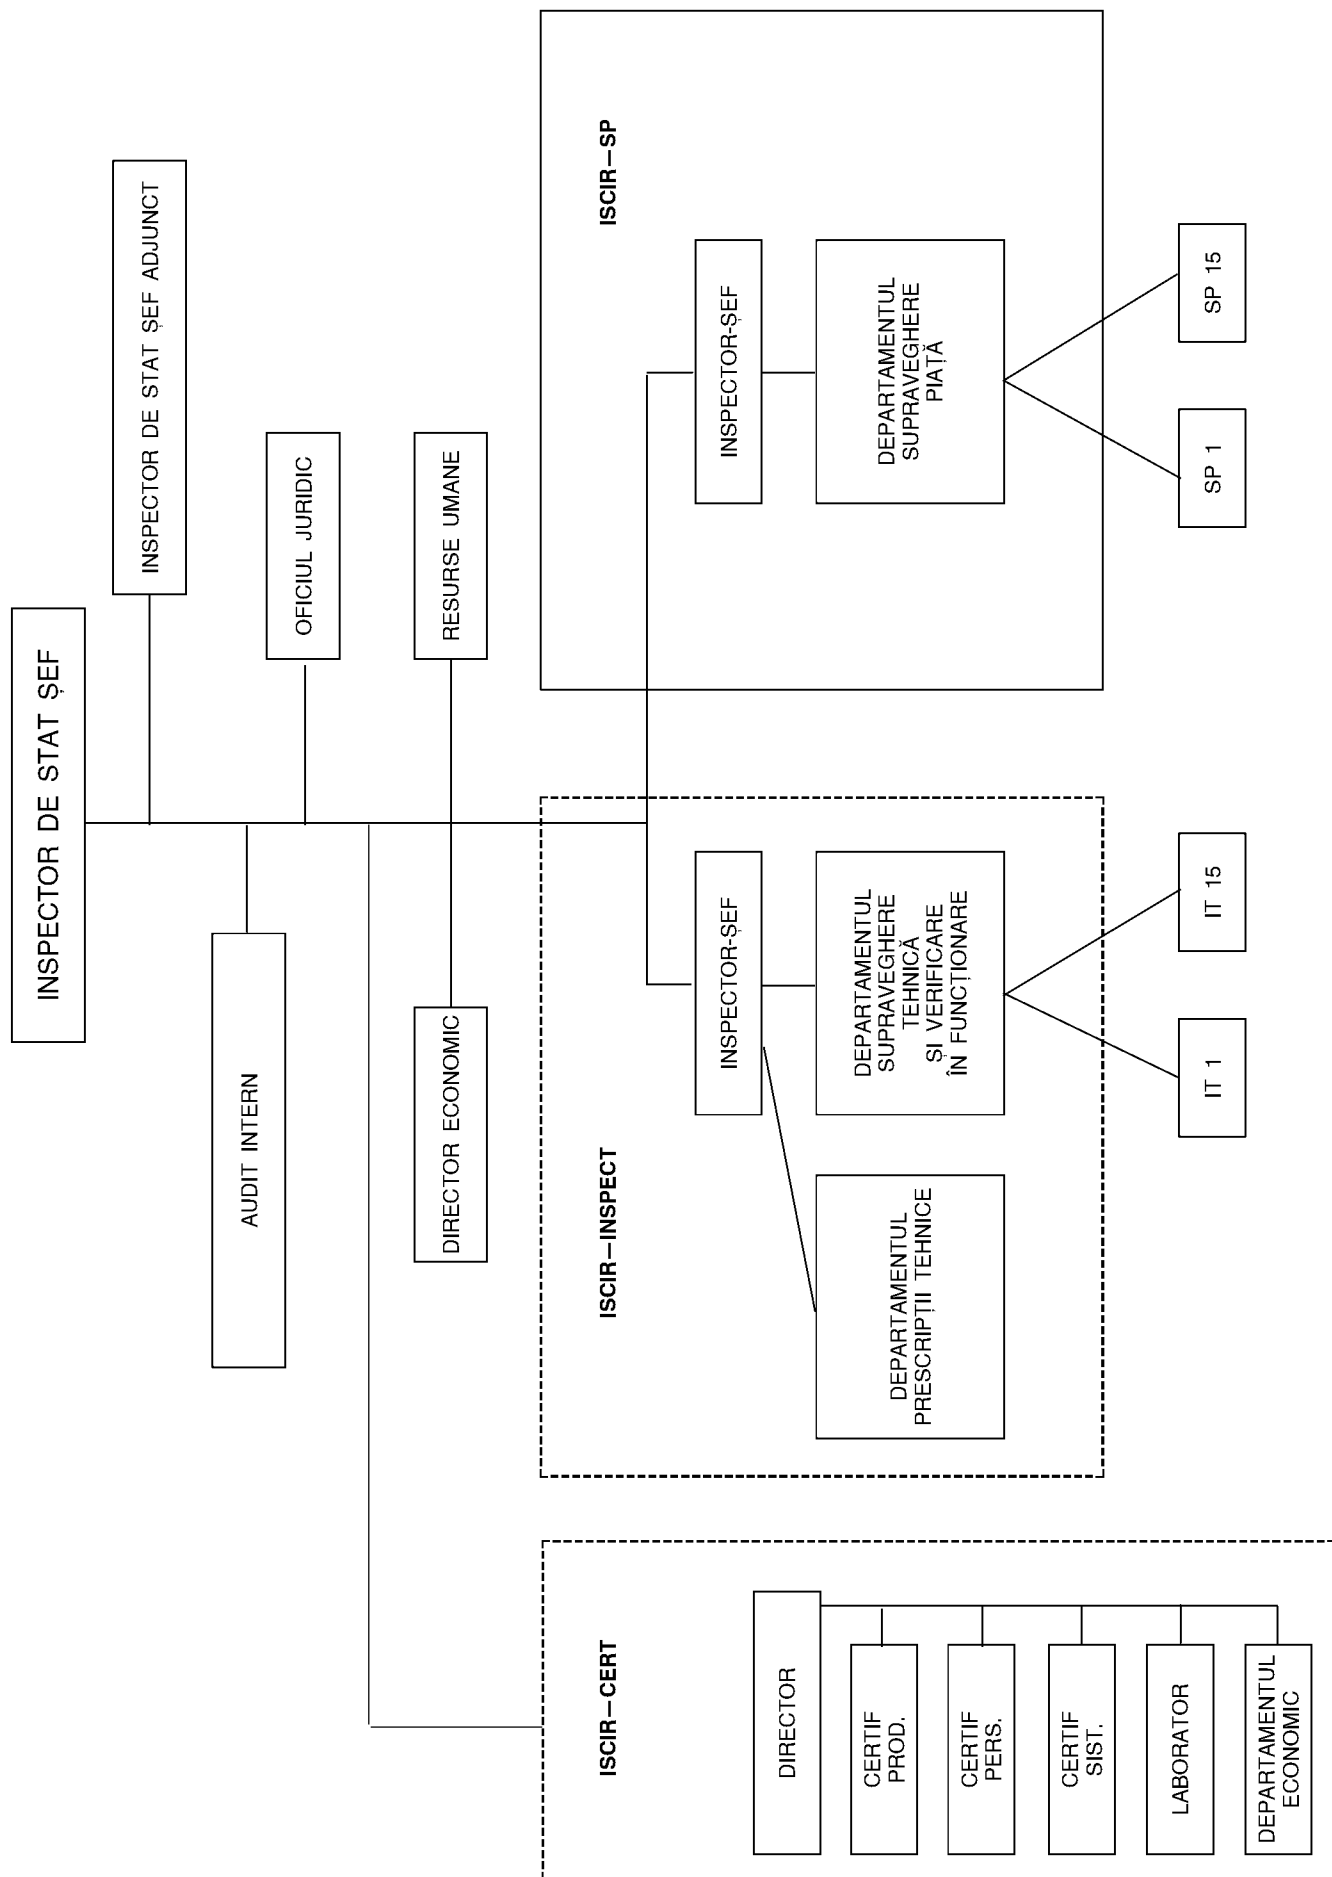 INSPECTOR DE STAT ȘEF
INSPECTOR DE STAT ȘEF ADJUNCT
AUDIT INTERN
OFICIUL JURIDIC
DIRECTOR ECONOMIC
RESURSE UMANE
ISCIR—CERT
DIRECTOR
CERTIF
PROD.
CERTIF
PERS.
CERTIF
SIST.
LABORATOR
DEPARTAMENTUL
ECONOMIC
ISCIR—INSPECT
INSPECTOR-ȘEF
DEPARTAMENTUL
PRESCRIPȚII TEHNICE
DEPARTAMENTUL
SUPRAVEGHERE
TEHNICĂ
ȘI VERIFICARE
ÎN FUNCȚIONARE
IT 1
IT 15
ISCIR—SP
INSPECTOR-ȘEF
DEPARTAMENTUL
SUPRAVEGHERE
PIAȚĂ
SP 1
SP 15